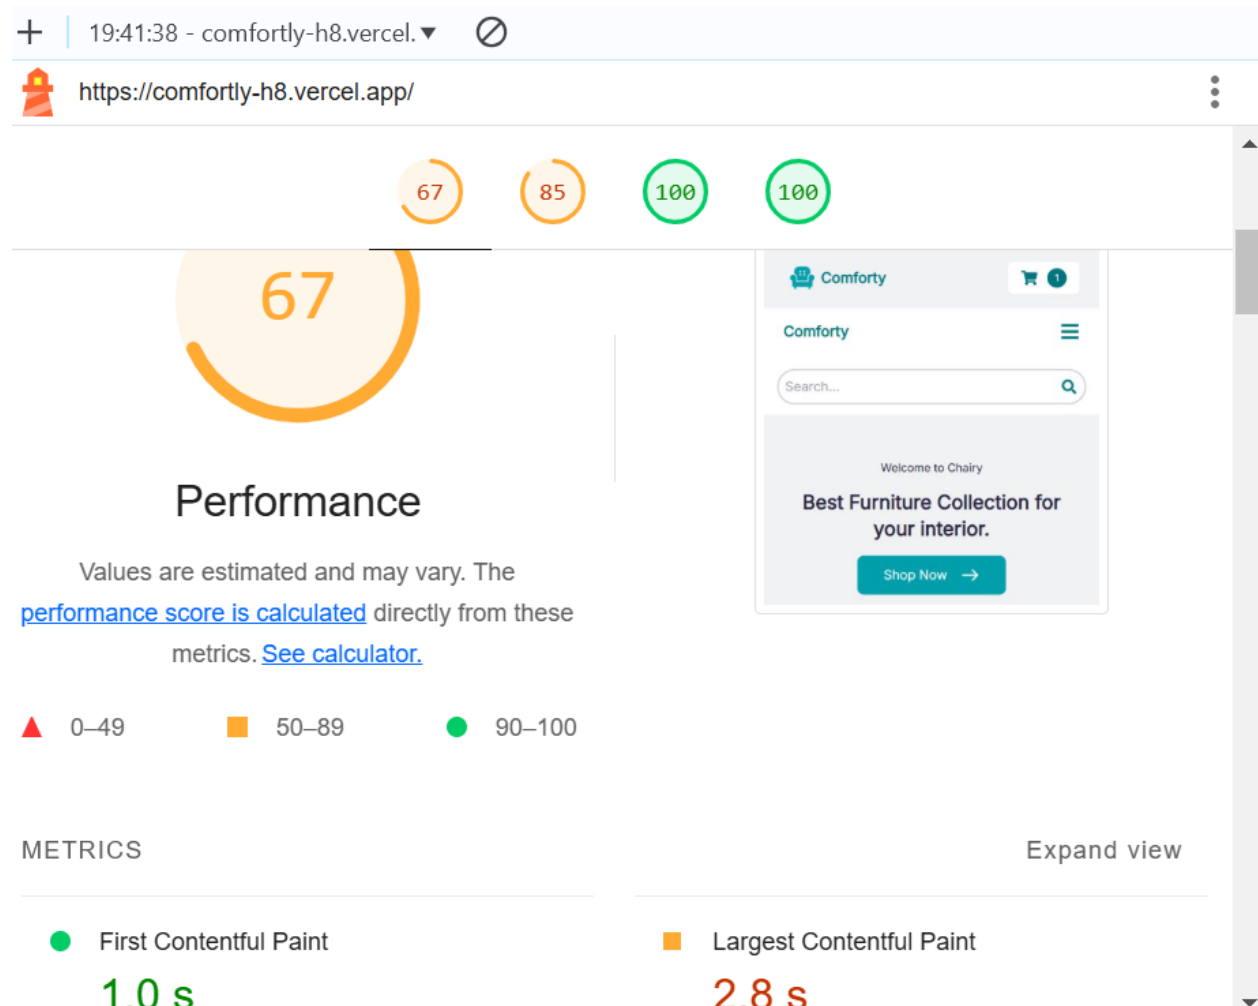 19:41:38 - comfortly-h8.vercel.
https://comfortly-h8.vercel.app/
67
85
100
100
67
Performance
Values are estimated and may vary. The
performance score is calculated directly from these
metrics. See calculator.
0–49
50–89
90–100
Comforty
1
Comforty
Search...
Welcome to Chairy
Best Furniture Collection for
your interior.
Shop Now
METRICS
Expand view
First Contentful Paint
1.0 s
Largest Contentful Paint
2.8 s